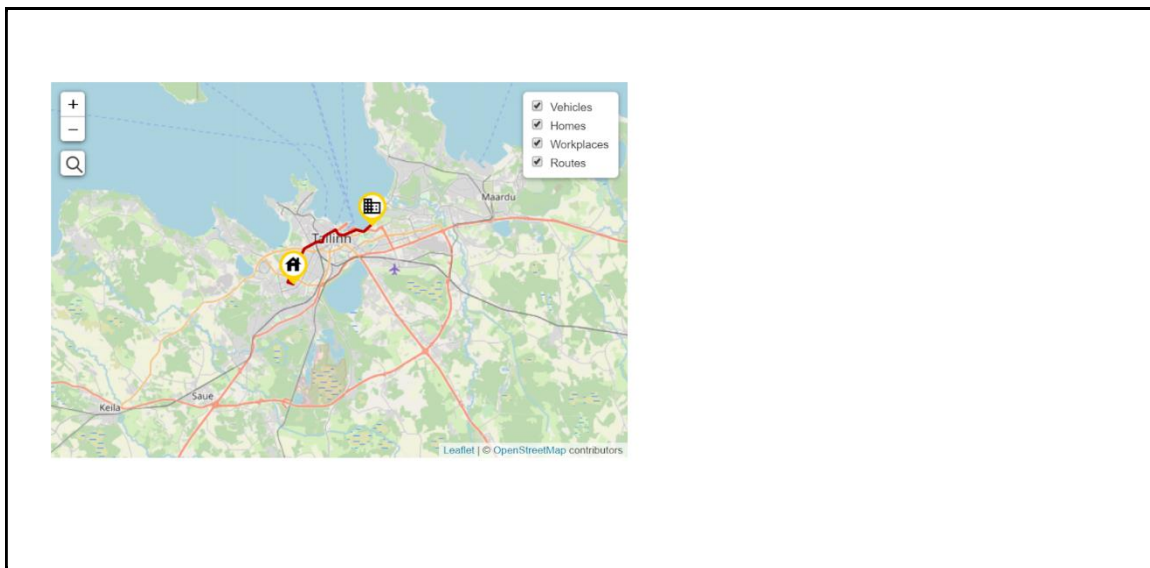 +
−
Vehicles
Homes
Workplaces
Routes
Maardu
Tallinn
Saue
Keila
Leaflet | © OpenStreetMap contributors